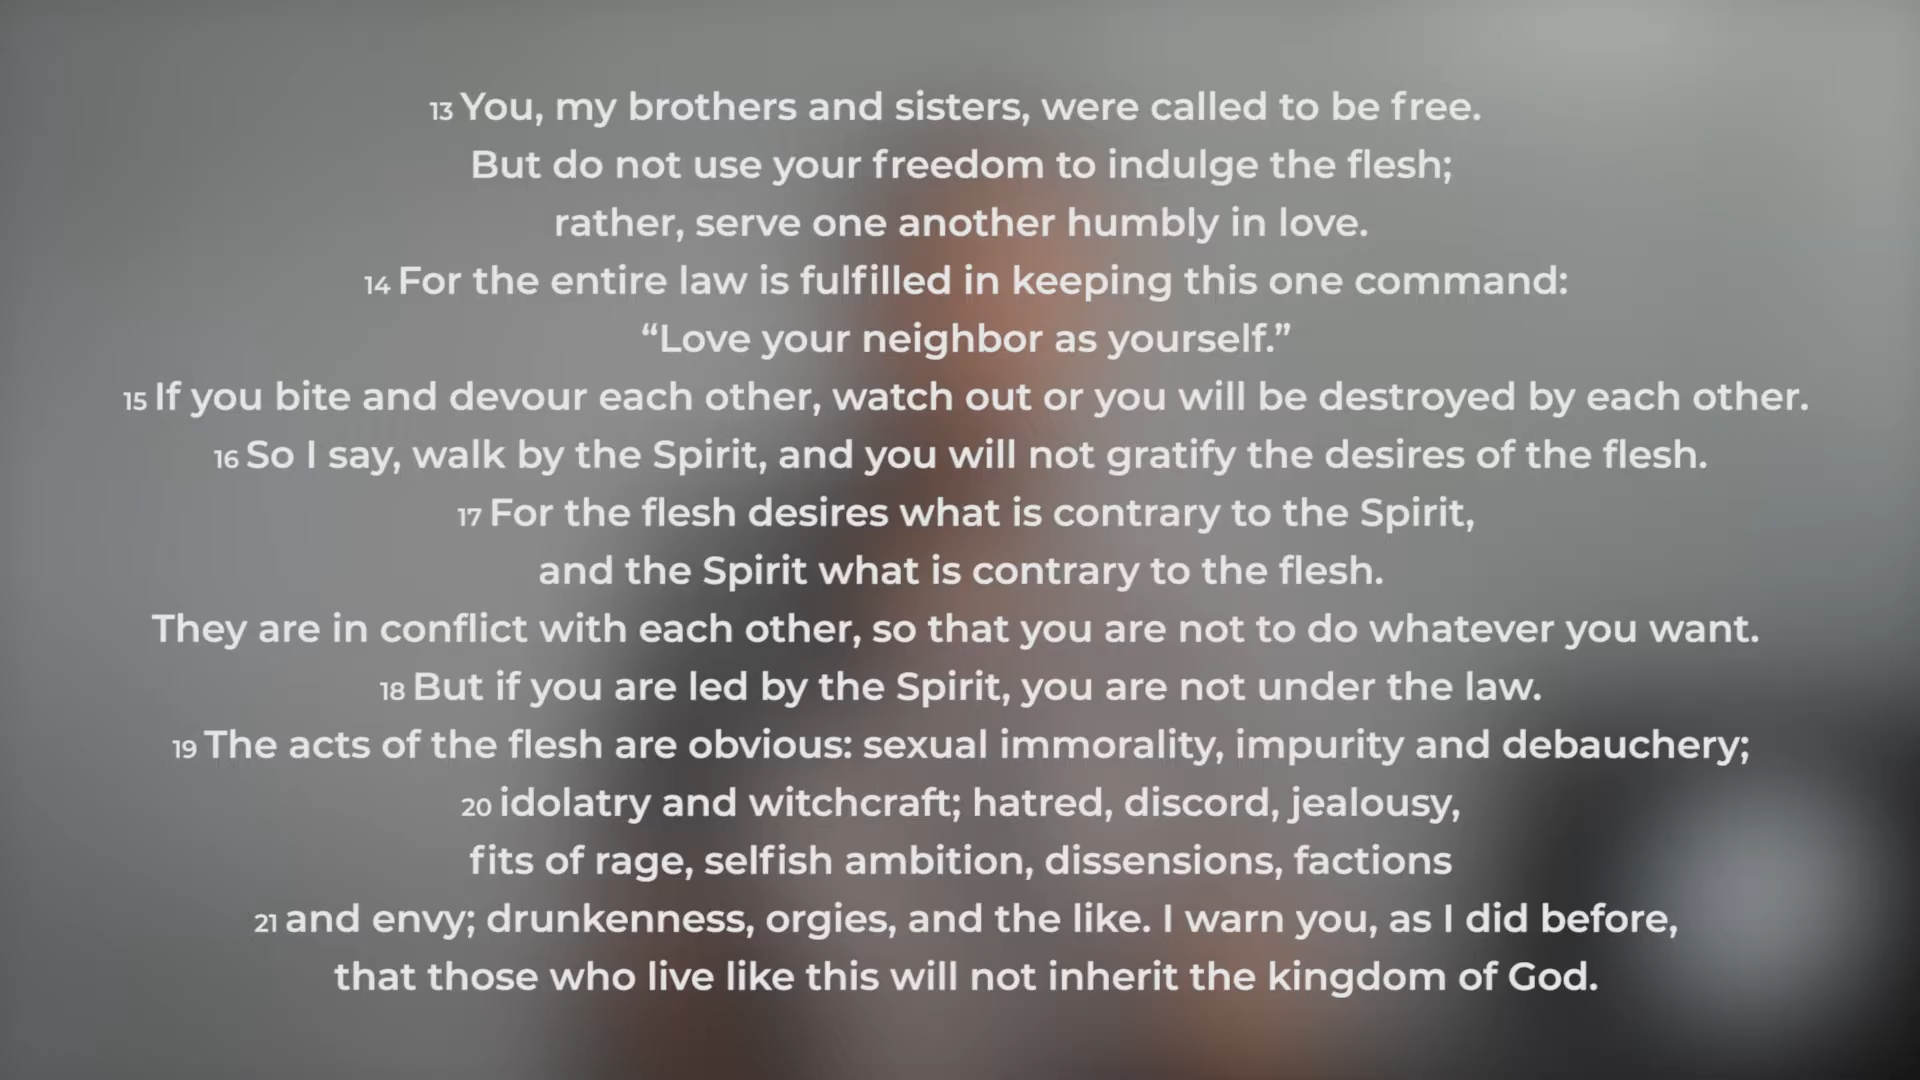 13 You, my brothers and sisters, were called to be free.
But do not use your freedom to indulge the flesh;
rather, serve one another humbly in love.
14 For the entire law is fulfilled in keeping this one command:
“Love your neighbor as yourself.”
15 If you bite and devour each other, watch out or you will be destroyed by each other.
16 So I say, walk by the Spirit, and you will not gratify the desires of the flesh.
17 For the flesh desires what is contrary to the Spirit,
and the Spirit what is contrary to the flesh.
They are in conflict with each other, so that you are not to do whatever you want.
18 But if you are led by the Spirit, you are not under the law.
19 The acts of the flesh are obvious: sexual immorality, impurity and debauchery;
20 idolatry and witchcraft; hatred, discord, jealousy,
fits of rage, selfish ambition, dissensions, factions
21 and envy; drunkenness, orgies, and the like. I warn you, as I did before,
that those who live like this will not inherit the kingdom of God.